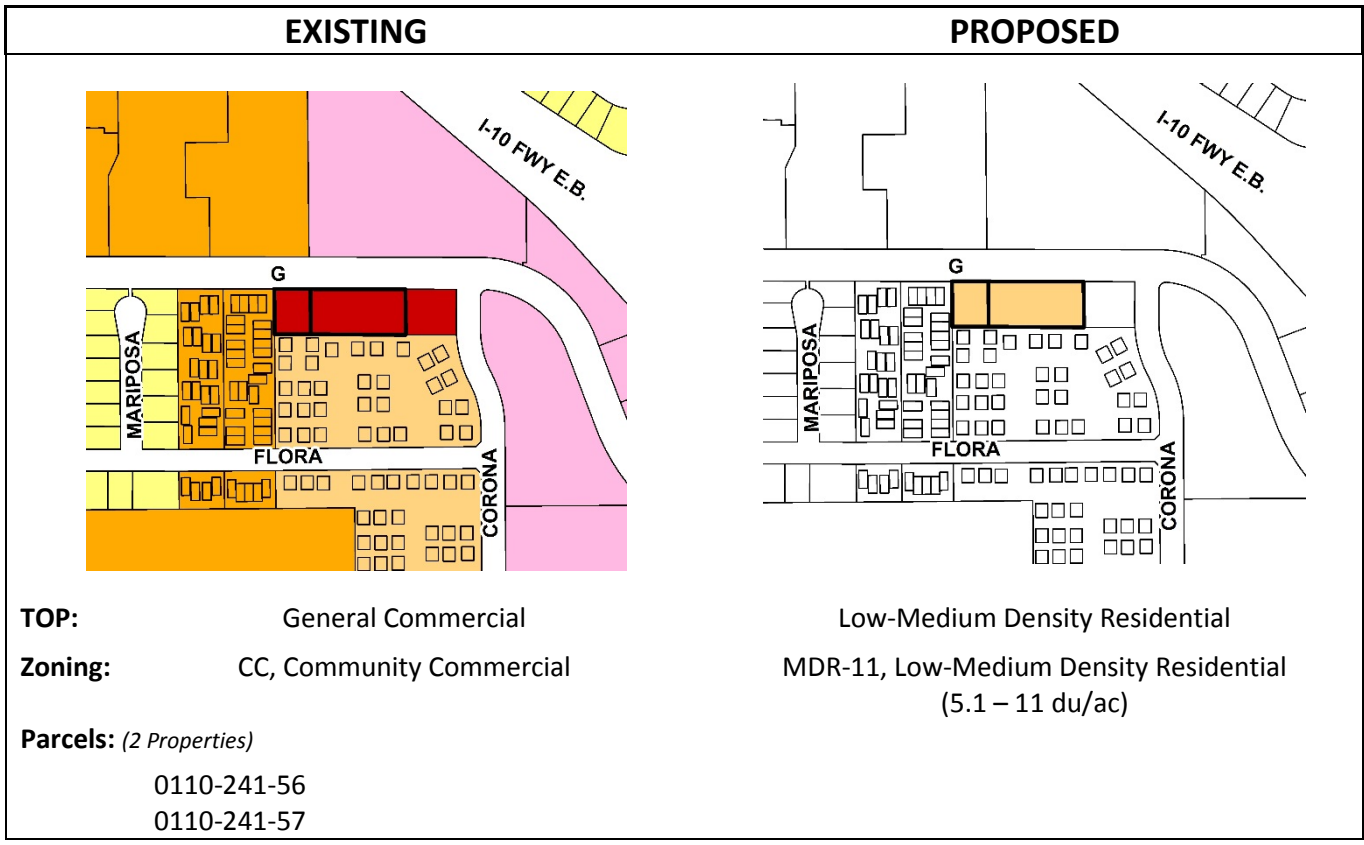 EXISTING
PROPOSED
I-10 FWY E.B.
G
MARIPOSA
FLORA
CORONA
I-10 FWY E.B.
G
MARIPOSA
FLORA
CORONA
TOP: General Commercial Low-Medium Density Residential
Zoning: CC, Community Commercial MDR-11, Low-Medium Density Residential
(5.1 – 11 du/ac)
Parcels: (2 Properties)
0110-241-56
0110-241-57